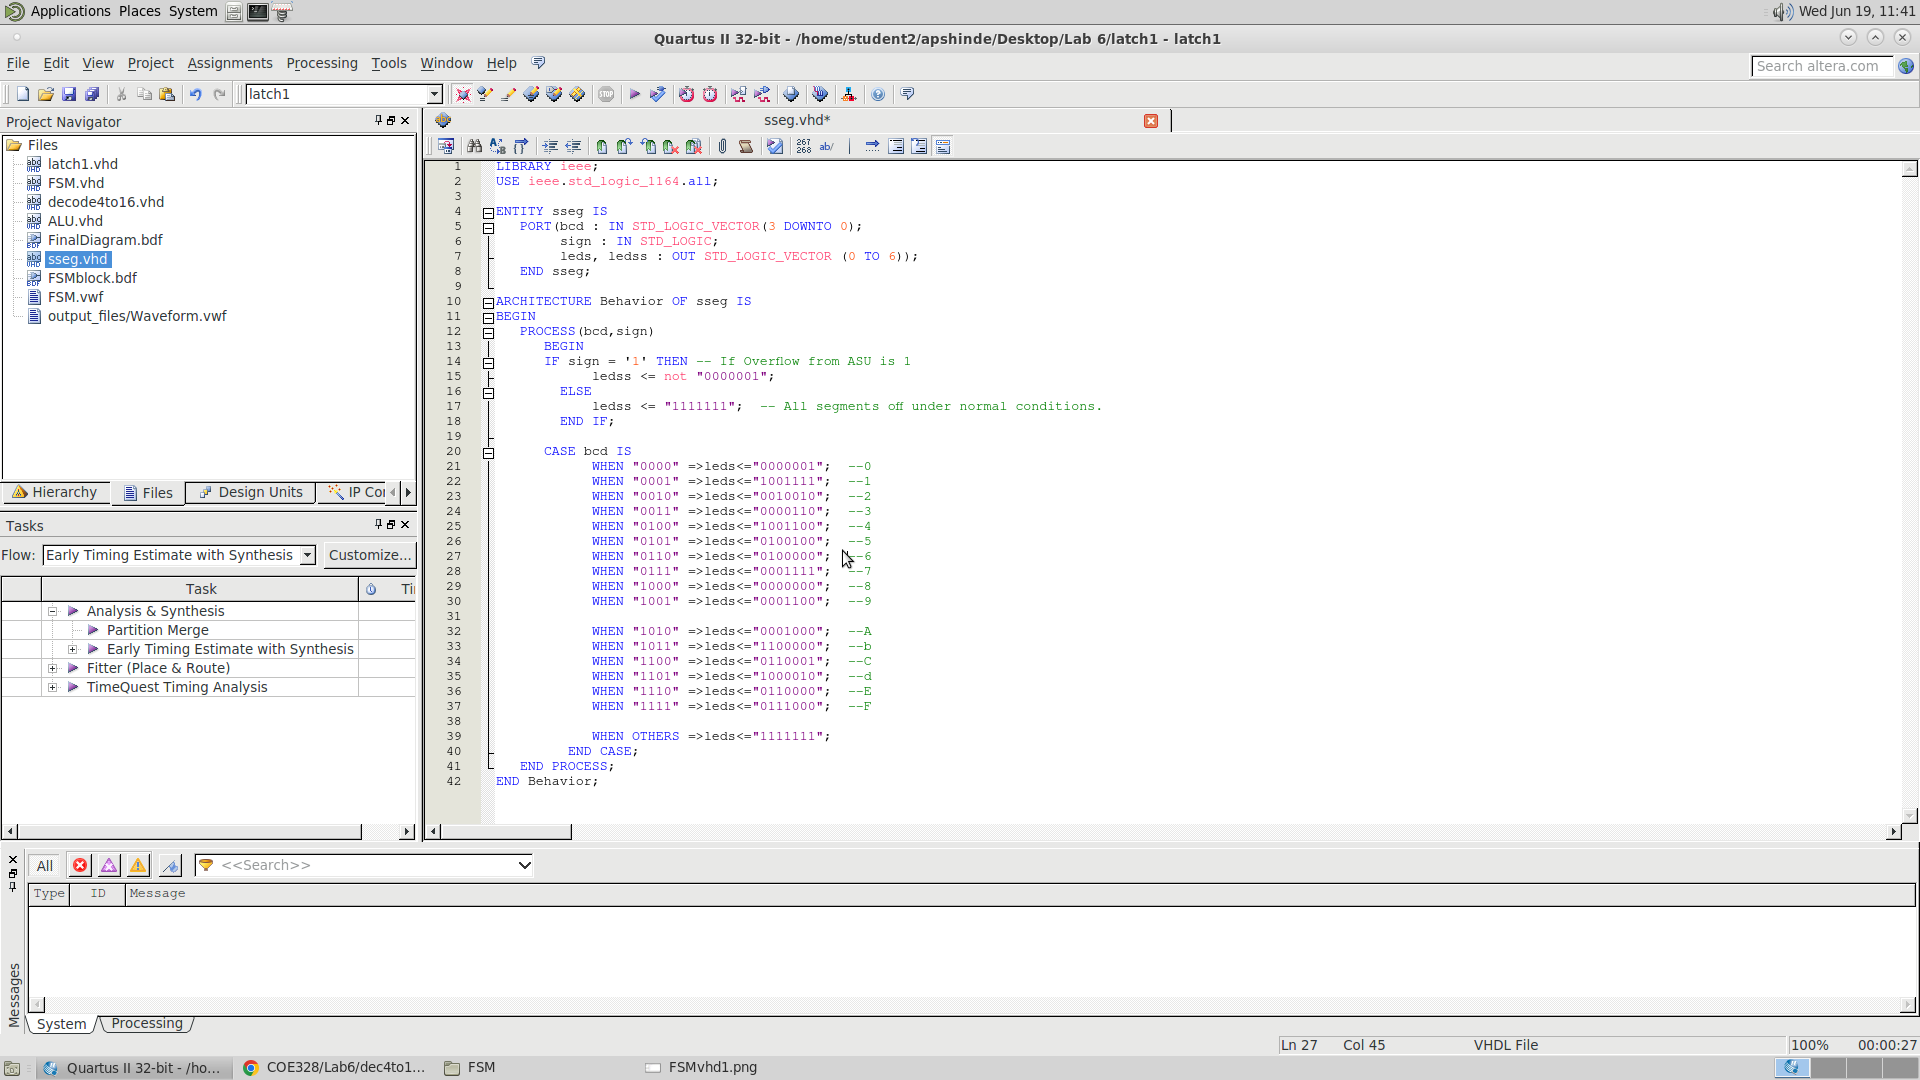 Applications Places System
Wed Jun 19, 11:41
Quartus II 32-bit - /home/student2/apshinde/Desktop/Lab 6/latch1 - latch1
File Edit View Project Assignments Processing Tools Window Help
Search altera.com
latch1
Project Navigator
Files
latch1.vhd
FSM.vhd
decode4to16.vhd
ALU.vhd
FinalDiagram.bdf
sseg.vhd
FSMblock.bdf
FSM.vwf
output_files/Waveform.vwf
Hierarchy Files Design Units IP Co
Tasks
Flow: Early Timing Estimate with Synthesis Customize...
Task Ti
Analysis & Synthesis
Partition Merge
Early Timing Estimate with Synthesis
Fitter (Place & Route)
TimeQuest Timing Analysis
sseg.vhd*
267
268 ab/
1 LIBRARY ieee;
2 USE ieee.std_logic_1164.all;
3
4 ENTITY sseg IS
5 PORT(bcd : IN STD_LOGIC_VECTOR(3 DOWNTO 0);
6 sign : IN STD_LOGIC;
7 leds, ledss : OUT STD_LOGIC_VECTOR (0 TO 6));
8 END sseg;
9
10 ARCHITECTURE Behavior OF sseg IS
11 BEGIN
12 PROCESS(bcd,sign)
13 BEGIN
14 IF sign = '1' THEN -- If Overflow from ASU is 1
15 ledss <= not "0000001";
16 ELSE
17 ledss <= "1111111"; -- All segments off under normal conditions.
18 END IF;
19
20 CASE bcd IS
21 WHEN "0000" =>leds<="0000001"; --0
22 WHEN "0001" =>leds<="1001111"; --1
23 WHEN "0010" =>leds<="0010010"; --2
24 WHEN "0011" =>leds<="0000110"; --3
25 WHEN "0100" =>leds<="1001100"; --4
26 WHEN "0101" =>leds<="0100100"; --5
27 WHEN "0110" =>leds<="0100000"; --6
28 WHEN "0111" =>leds<="0001111"; --7
29 WHEN "1000" =>leds<="0000000"; --8
30 WHEN "1001" =>leds<="0001100"; --9
31
32 WHEN "1010" =>leds<="0001000"; --A
33 WHEN "1011" =>leds<="1100000"; --b
34 WHEN "1100" =>leds<="0110001"; --C
35 WHEN "1101" =>leds<="1000010"; --d
36 WHEN "1110" =>leds<="0110000"; --E
37 WHEN "1111" =>leds<="0111000"; --F
38
39 WHEN OTHERS =>leds<="1111111";
40 END CASE;
41 END PROCESS;
42 END Behavior;
All <<Search>>
Type ID Message
Messages
System Processing
Ln 27 Col 45 VHDL File 100% 00:00:27
Quartus II 32-bit - /ho... COE328/Lab6/dec4to1... FSM FSMvhd1.png